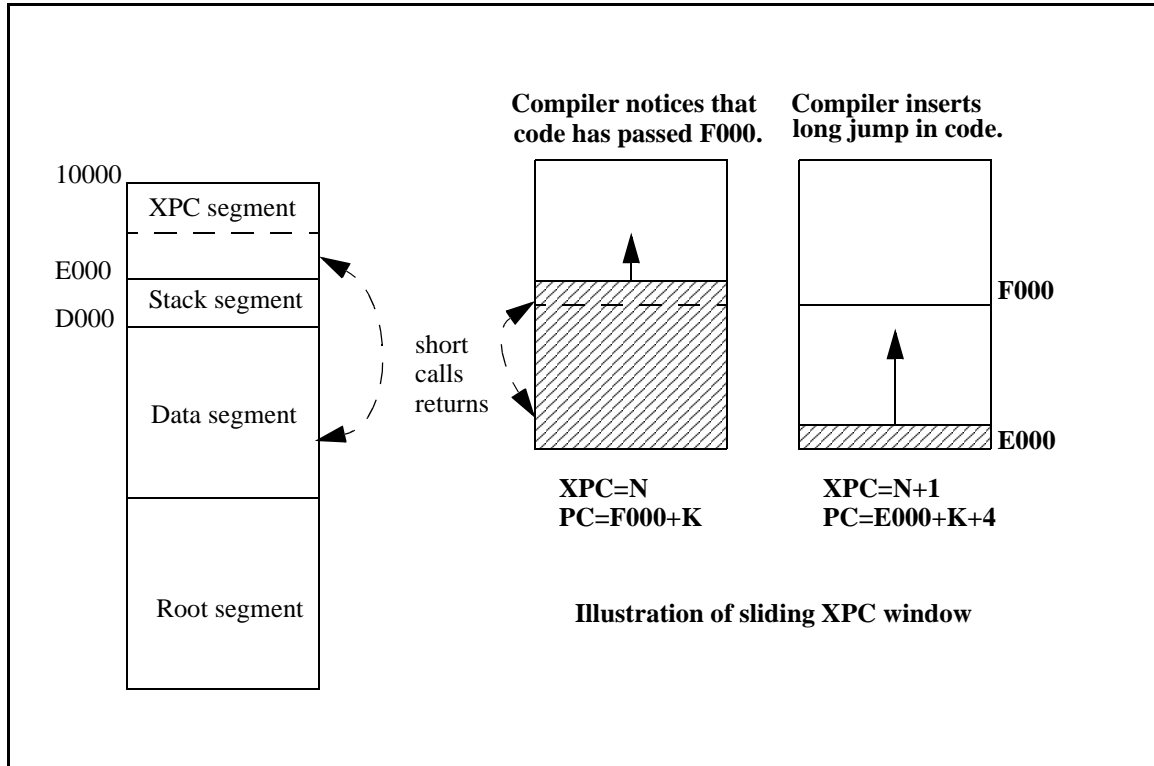 Compiler notices that
code has passed F000.
Compiler inserts
long jump in code.
10000
XPC segment
E000
Stack segment
D000
Data segment
Root segment
short
calls
returns
F000
E000
XPC=N
PC=F000+K
XPC=N+1
PC=E000+K+4
Illustration of sliding XPC window